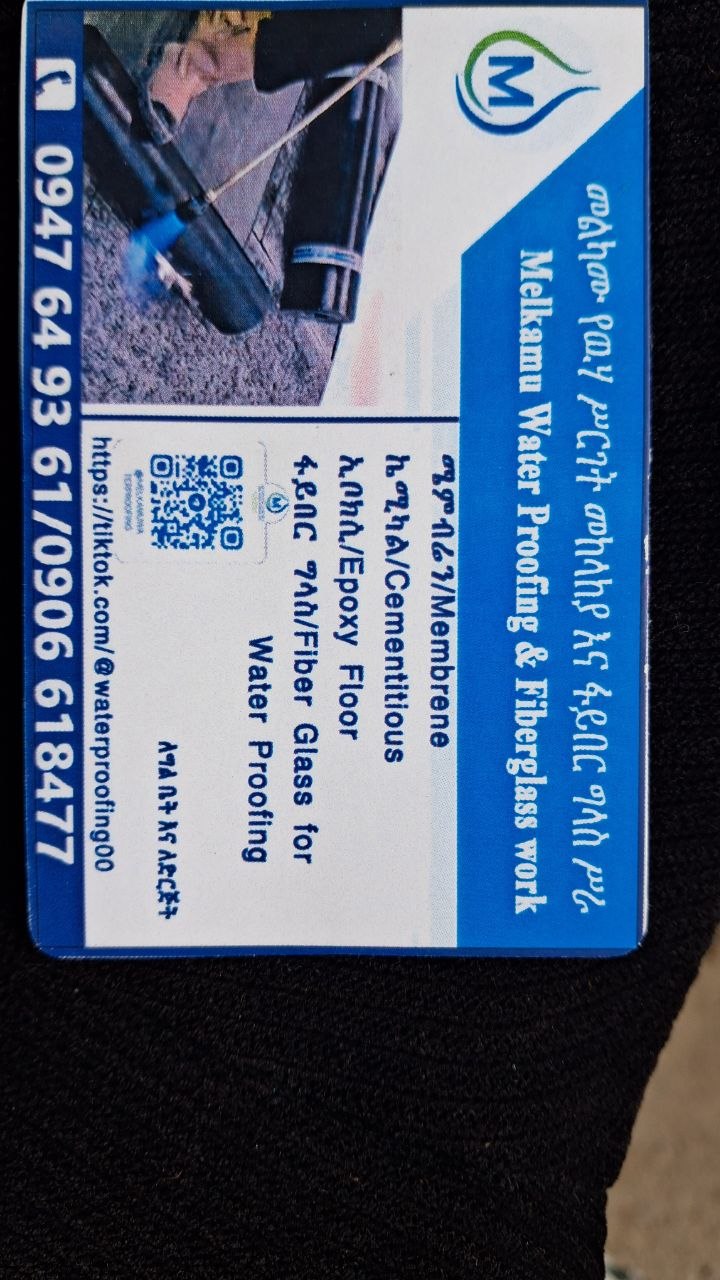 M
መልካሙ የዉሃ ሥርገት መከላከያ እና ፋይበር ግላስ ሥራ
Melkamu Water Proofing & Fiberglass work
ሜምብሬን/Membrene
ኬሚካል/Cementitious
ኢፖክሲ/Epoxy Floor
ፋይበር ግላስ/Fiber Glass for
Water Proofing
ለግል ቤት እና ለድርጅት
https://tiktok.com/@waterproofing00
0947 64 93 61/0906 618477